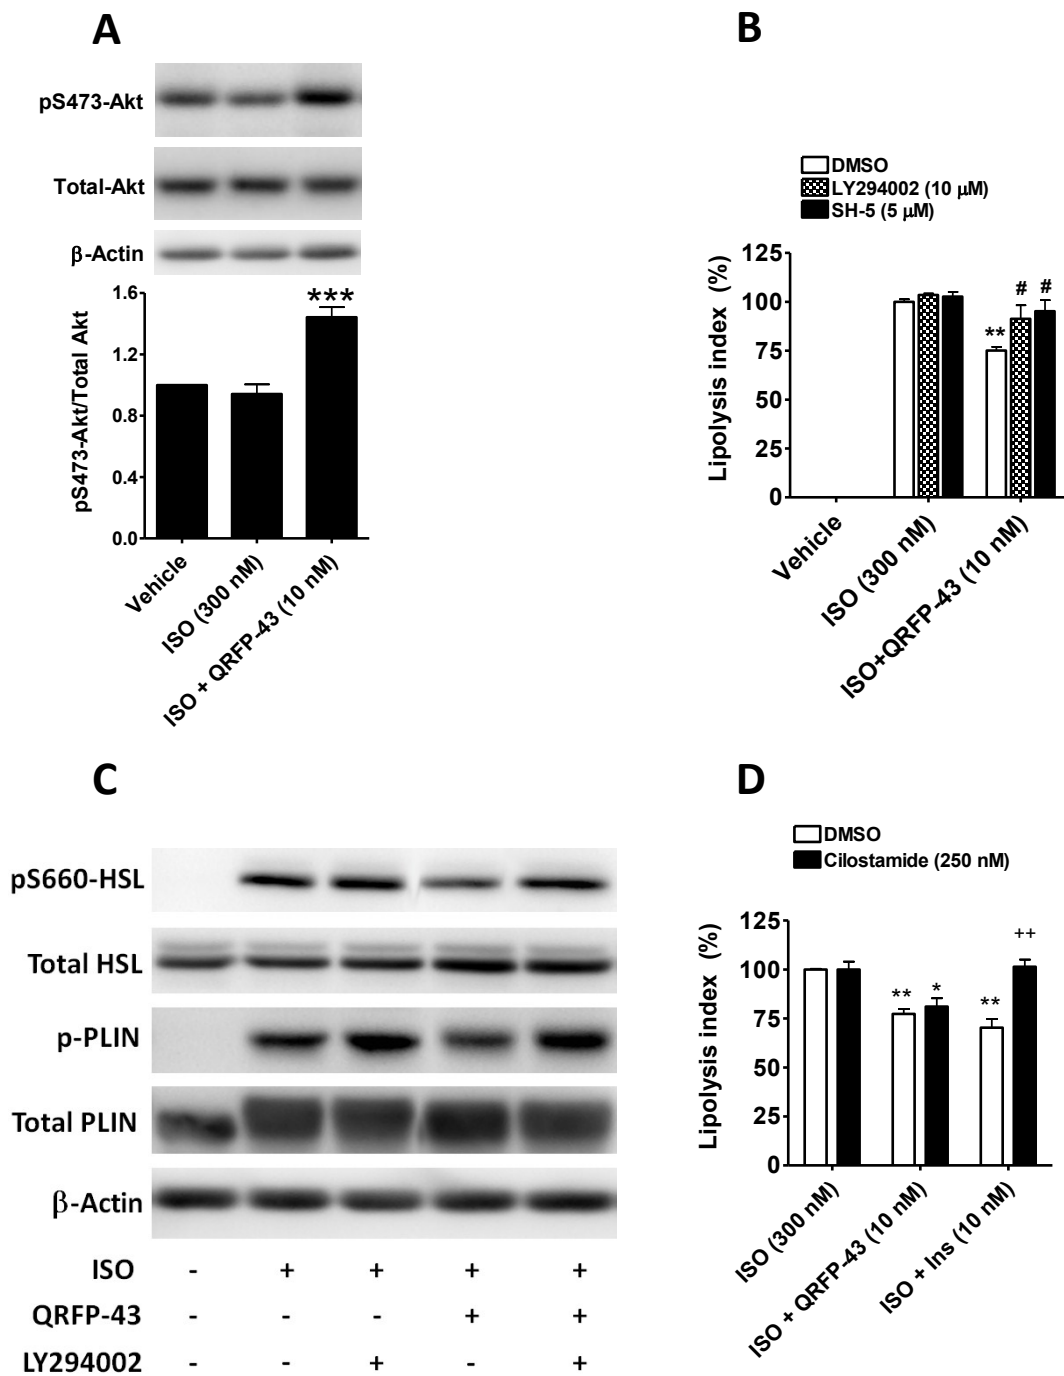 A
pS473-Akt
Total-Akt
β-Actin
pS473-Akt/Total Akt
1.6
1.2
0.8
0.4
0.0
***
Vehicle
ISO (300 nM)
ISO + QRFP-43 (10 nM)
B
DMSO
LY294002 (10 μM)
SH-5 (5 μM)
Lipolysis index (%)
125
100
75
50
25
0
** # #
Vehicle
ISO (300 nM)
ISO+QRFP-43 (10 nM)
C
pS660-HSL
Total HSL
p-PLIN
Total PLIN
β-Actin
ISO - + + + +
QRFP-43 - - - + +
LY294002 - - + - +
D
DMSO
Cilostamide (250 nM)
Lipolysis index (%)
125
100
75
50
25
0
** * ** ++
ISO (300 nM)
ISO + QRFP-43 (10 nM)
ISO + Ins (10 nM)